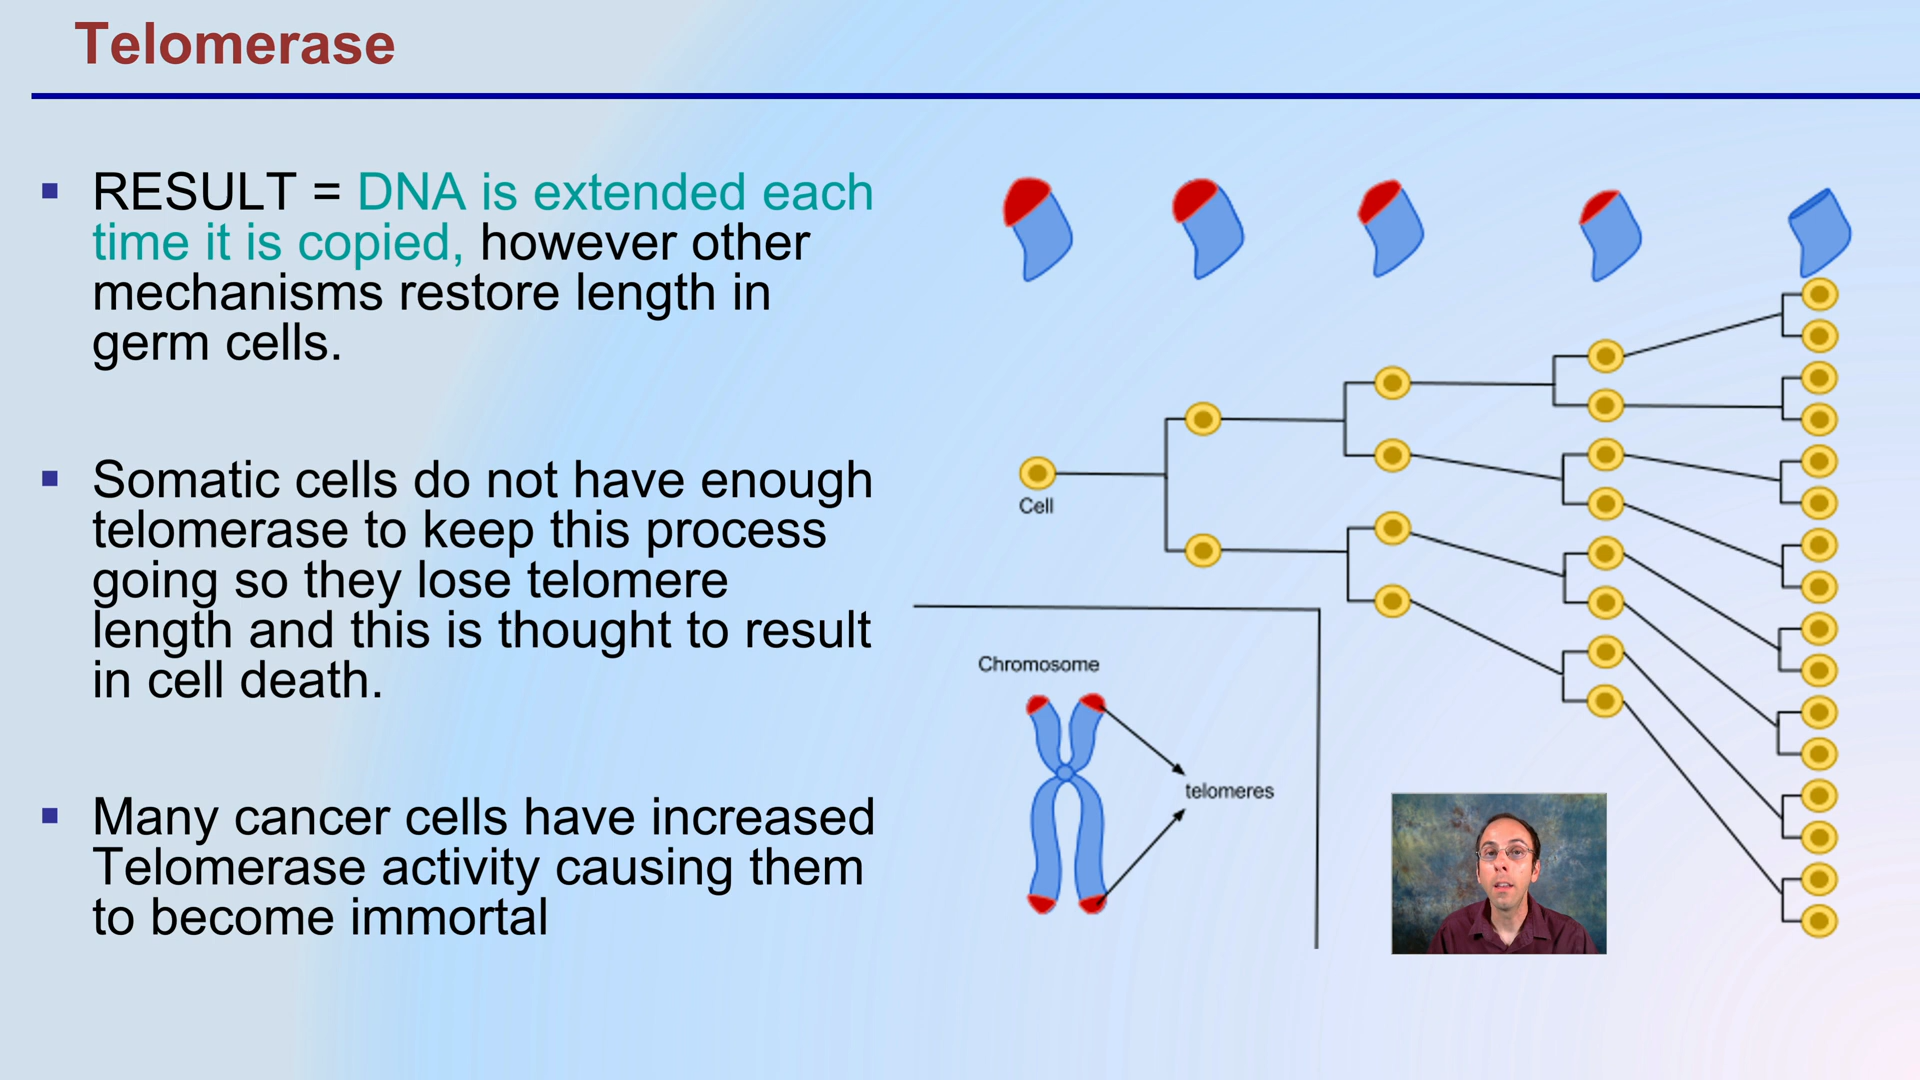 Telomerase
RESULT = DNA is extended each
time it is copied, however other
mechanisms restore length in
germ cells.
Somatic cells do not have enough
telomerase to keep this process
going so they lose telomere
length and this is thought to result
in cell death.
Many cancer cells have increased
Telomerase activity causing them
to become immortal
Cell
Chromosome
telomeres